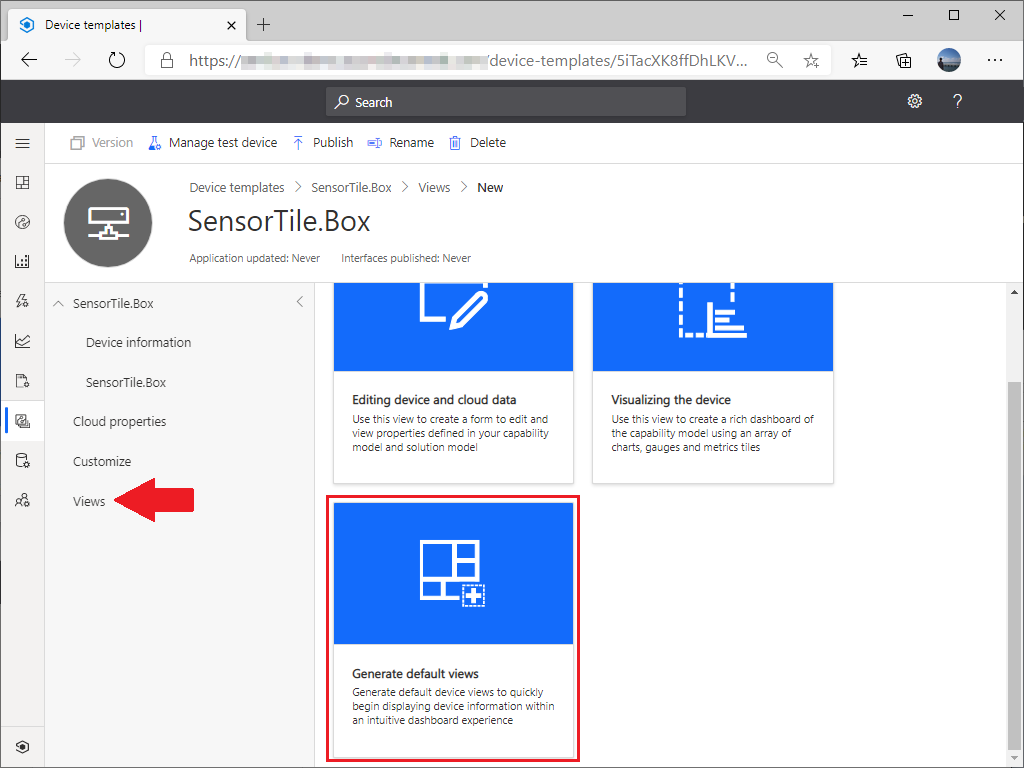 Device templates |
https://
/device-templates/5iTacXK8ffDhLKV...
Search
?
Version
Manage test device
Publish
Rename
Delete
Device templates > SensorTile.Box > Views > New
SensorTile.Box
Application updated: Never
Interfaces published: Never
SensorTile.Box
Device information
SensorTile.Box
Cloud properties
Customize
Views
Editing device and cloud data
Use this view to create a form to edit and
view properties defined in your capability
model and solution model
Visualizing the device
Use this view to create a rich dashboard of
the capability model using an array of
charts, gauges and metrics tiles
Generate default views
Generate default device views to quickly
begin displaying device information within
an intuitive dashboard experience